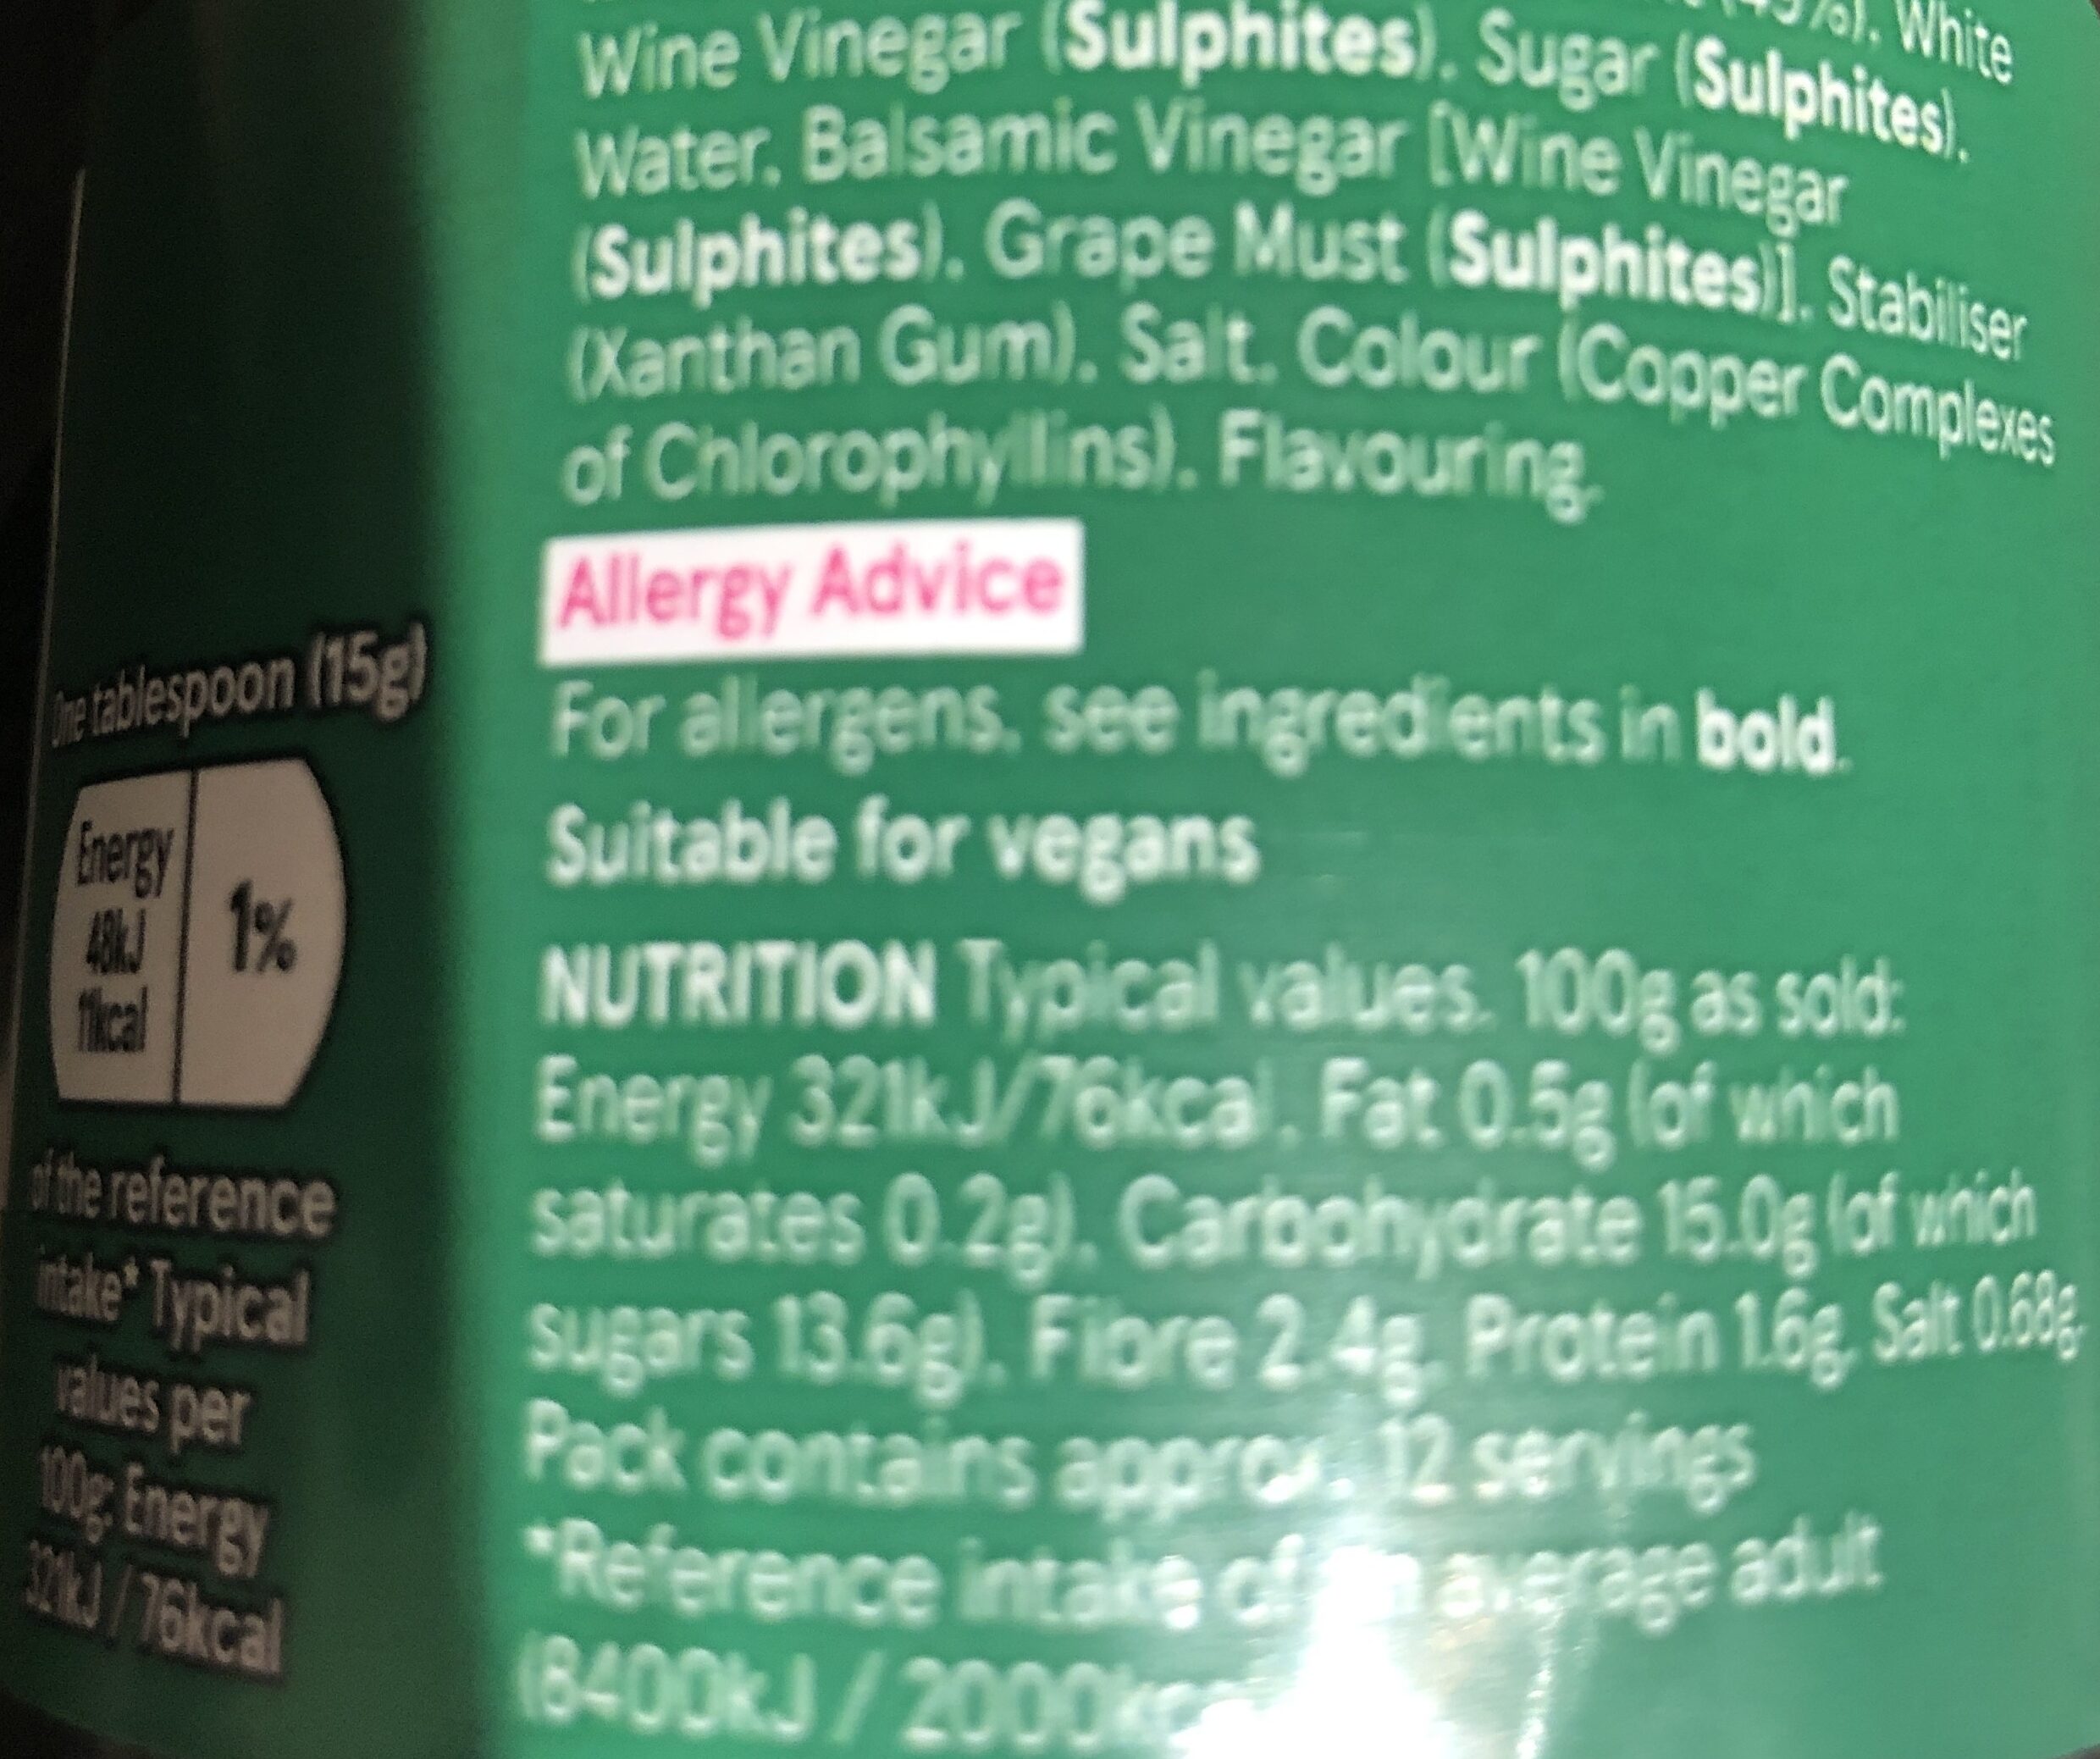 White
Wine Vinegar (Sulphites), Sugar (Sulphites),
Water, Balsamic Vinegar [Wine Vinegar
(Sulphites), Grape Must (Sulphites)], Stabiliser
(Xanthan Gum), Salt, Colour (Copper Complexes
of Chlorophyllins), Flavouring.
Allergy Advice
For allergens, see ingredients in bold.
Suitable for vegans
NUTRITION Typical values, 100g as sold:
Energy 321kJ/76kcal, Fat 0.5g (of which
saturates 0.2g), Carbohydrate 15.0g (of which
sugars 13.6g), Fibre 2.4g, Protein 1.6g, Salt 0.68g.
Pack contains approx. 12 servings
*Reference intake of an average adult
(8400kJ / 2000kcal
One tablespoon (15g)
Energy
48kJ
11kcal
1%
of the reference
intake* Typical
values per
100g: Energy
321kJ / 76kcal